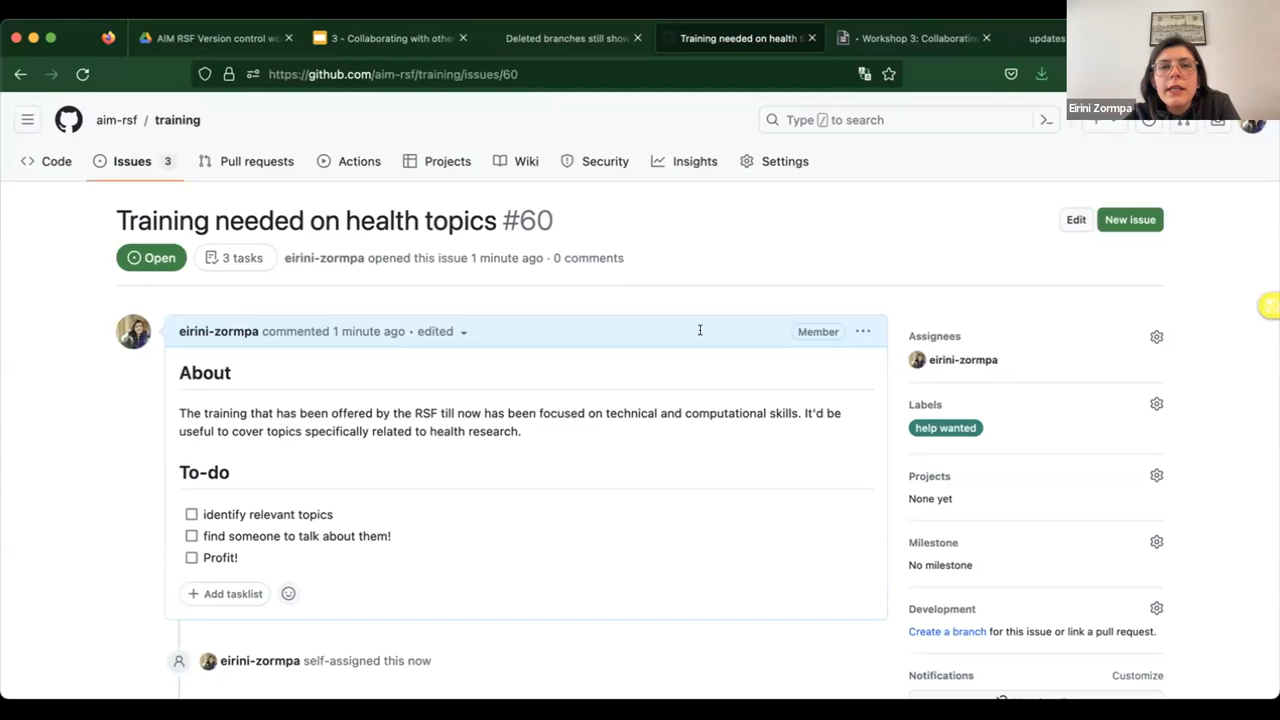 AIM RSF Version control w
3 - Collaborating with othe
Deleted branches still show
Training needed on health t
Workshop 3: Collaboratin
updates
https://github.com/aim-rsf/training/issues/60
Eirini Zormpa
aim-rsf / training
Type / to search
Code
Issues 3
Pull requests
Actions
Projects
Wiki
Security
Insights
Settings
Training needed on health topics #60
Edit
New issue
Open
3 tasks
eirini-zormpa opened this issue 1 minute ago · 0 comments
eirini-zormpa commented 1 minute ago • edited
Member
About
The training that has been offered by the RSF till now has been focused on technical and computational skills. It'd be
useful to cover topics specifically related to health research.
To-do
identify relevant topics
find someone to talk about them!
Profit!
Add tasklist
eirini-zormpa self-assigned this now
Assignees
eirini-zormpa
Labels
help wanted
Projects
None yet
Milestone
No milestone
Development
Create a branch for this issue or link a pull request.
Notifications
Customize